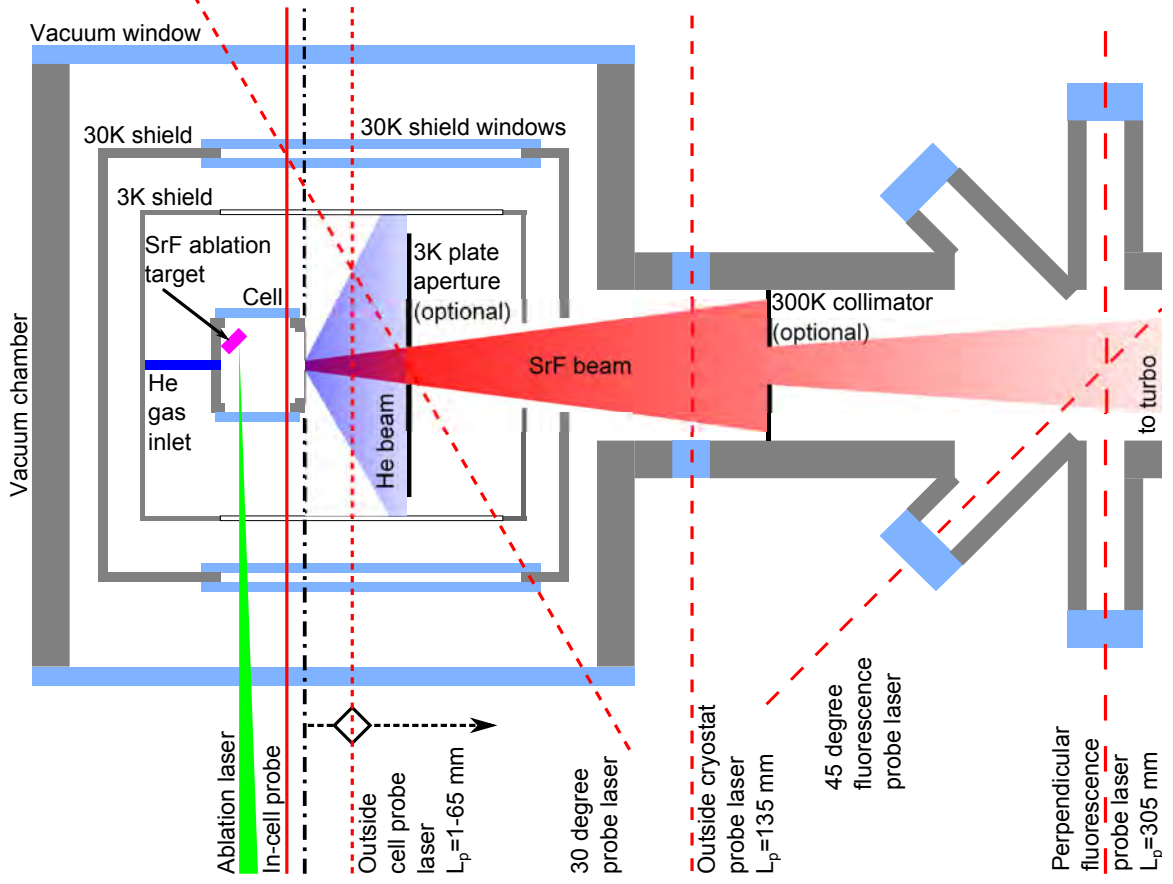 Vacuum window
30K shield
30K shield windows
3K shield
SrF ablation
target
Cell
3K plate
aperture
(optional)
300K collimator
(optional)
SrF beam
He beam
He
gas
inlet
to turbo
Vacuum chamber
Ablation laser
In-cell probe
Outside
cell probe
laser
Lₚ=1-65 mm
30 degree
probe laser
Outside cryostat
probe laser
Lₚ=135 mm
45 degree
fluorescence
probe laser
Perpendicular
fluorescence
probe laser
Lₚ=305 mm